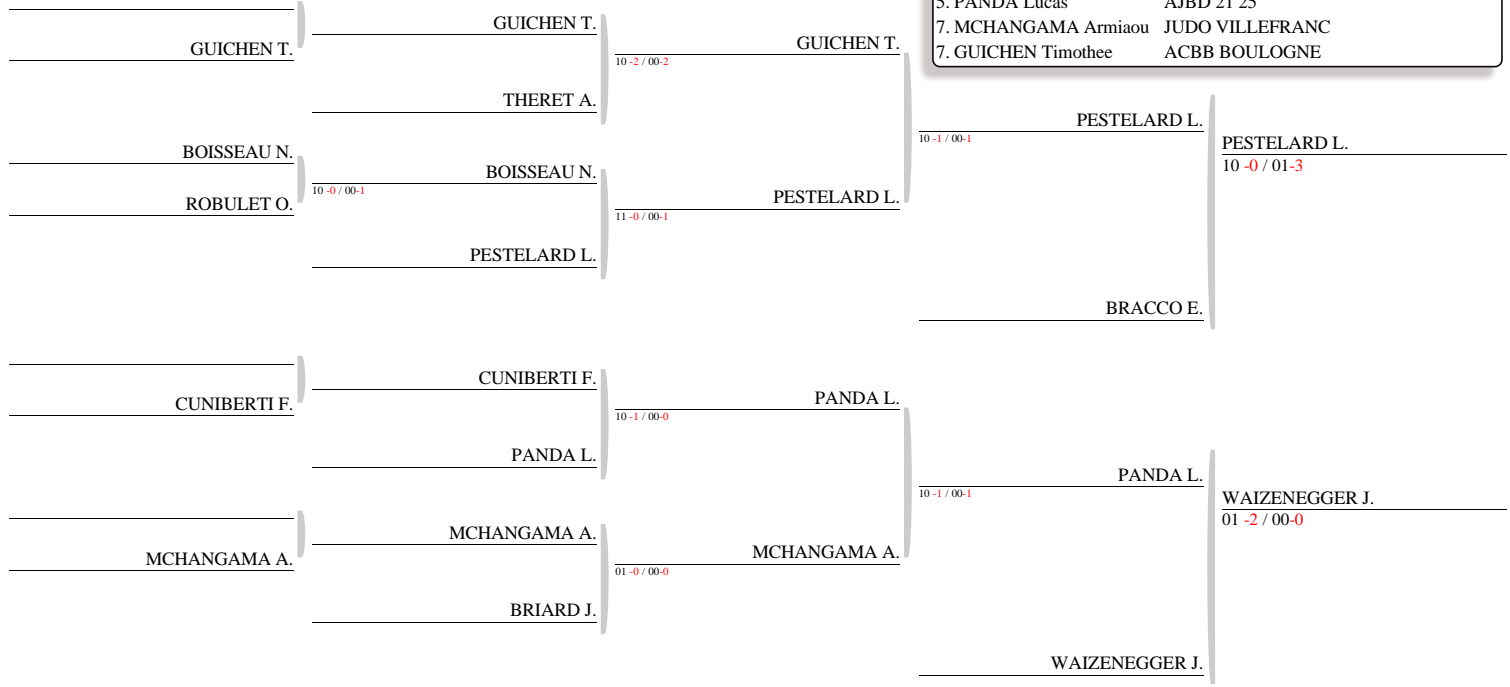 5. PANDA Lucas AJBD 21 25
7. MCHANGAMA Armiaou JUDO VILLEFRANC
7. GUICHEN Timothee ACBB BOULOGNE
GUICHEN T.
BOISSEAU N.
ROBULET O.
CUNIBERTI F.
MCHANGAMA A.
GUICHEN T.
THERET A.
10 -0 / 00-1
BOISSEAU N.
PESTELARD L.
CUNIBERTI F.
PANDA L.
MCHANGAMA A.
BRIARD J.
GUICHEN T.
10 -2 / 00-2
PESTELARD L.
11 -0 / 00-1
PANDA L.
10 -1 / 00-0
MCHANGAMA A.
01 -0 / 00-0
PESTELARD L.
10 -1 / 00-1
BRACCO E.
PANDA L.
10 -1 / 00-1
WAIZENEGGER J.
PESTELARD L.
10 -0 / 01-3
WAIZENEGGER J.
01 -2 / 00-0